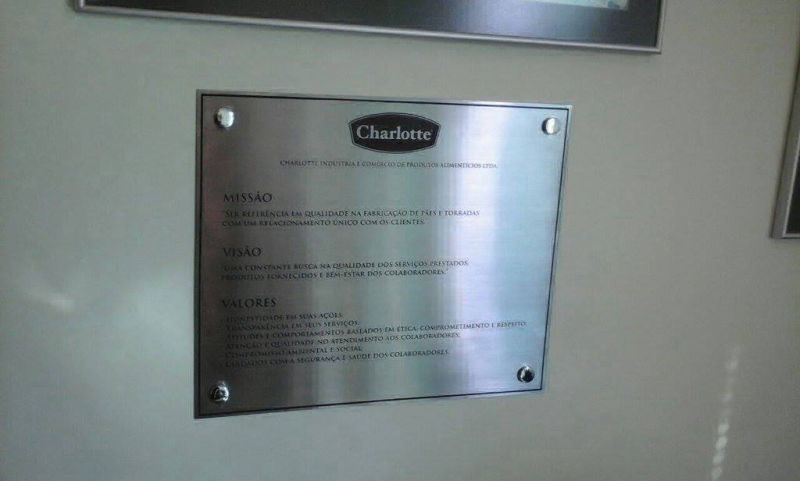 Charlotte
CHARLOTTE INDUSTRIA E COMÉRCIO DE PRODUTOS ALIMENTÍCIOS LTDA.
MISSÃO
"SER REFERÊNCIA EM QUALIDADE NA FABRICAÇÃO DE PÃES E TORRADAS
COM UM RELACIONAMENTO ÚNICO COM OS CLIENTES."
VISÃO
"UMA CONSTANTE BUSCA NA QUALIDADE DOS SERVIÇOS PRESTADOS,
PRODUTOS FORNECIDOS E BEM-ESTAR DOS COLABORADORES."
VALORES
HONESTIDADE EM SUAS AÇÕES;
TRANSPARÊNCIA EM SEUS SERVIÇOS;
ATITUDES E COMPORTAMENTOS BASEADOS EM ÉTICA, COMPROMETIMENTO E RESPEITO;
ATENÇÃO E QUALIDADE NO ATENDIMENTO AOS COLABORADORES;
COMPROMISSO AMBIENTAL E SOCIAL;
CUIDADOS COM A SEGURANÇA E SAÚDE DOS COLABORADORES.